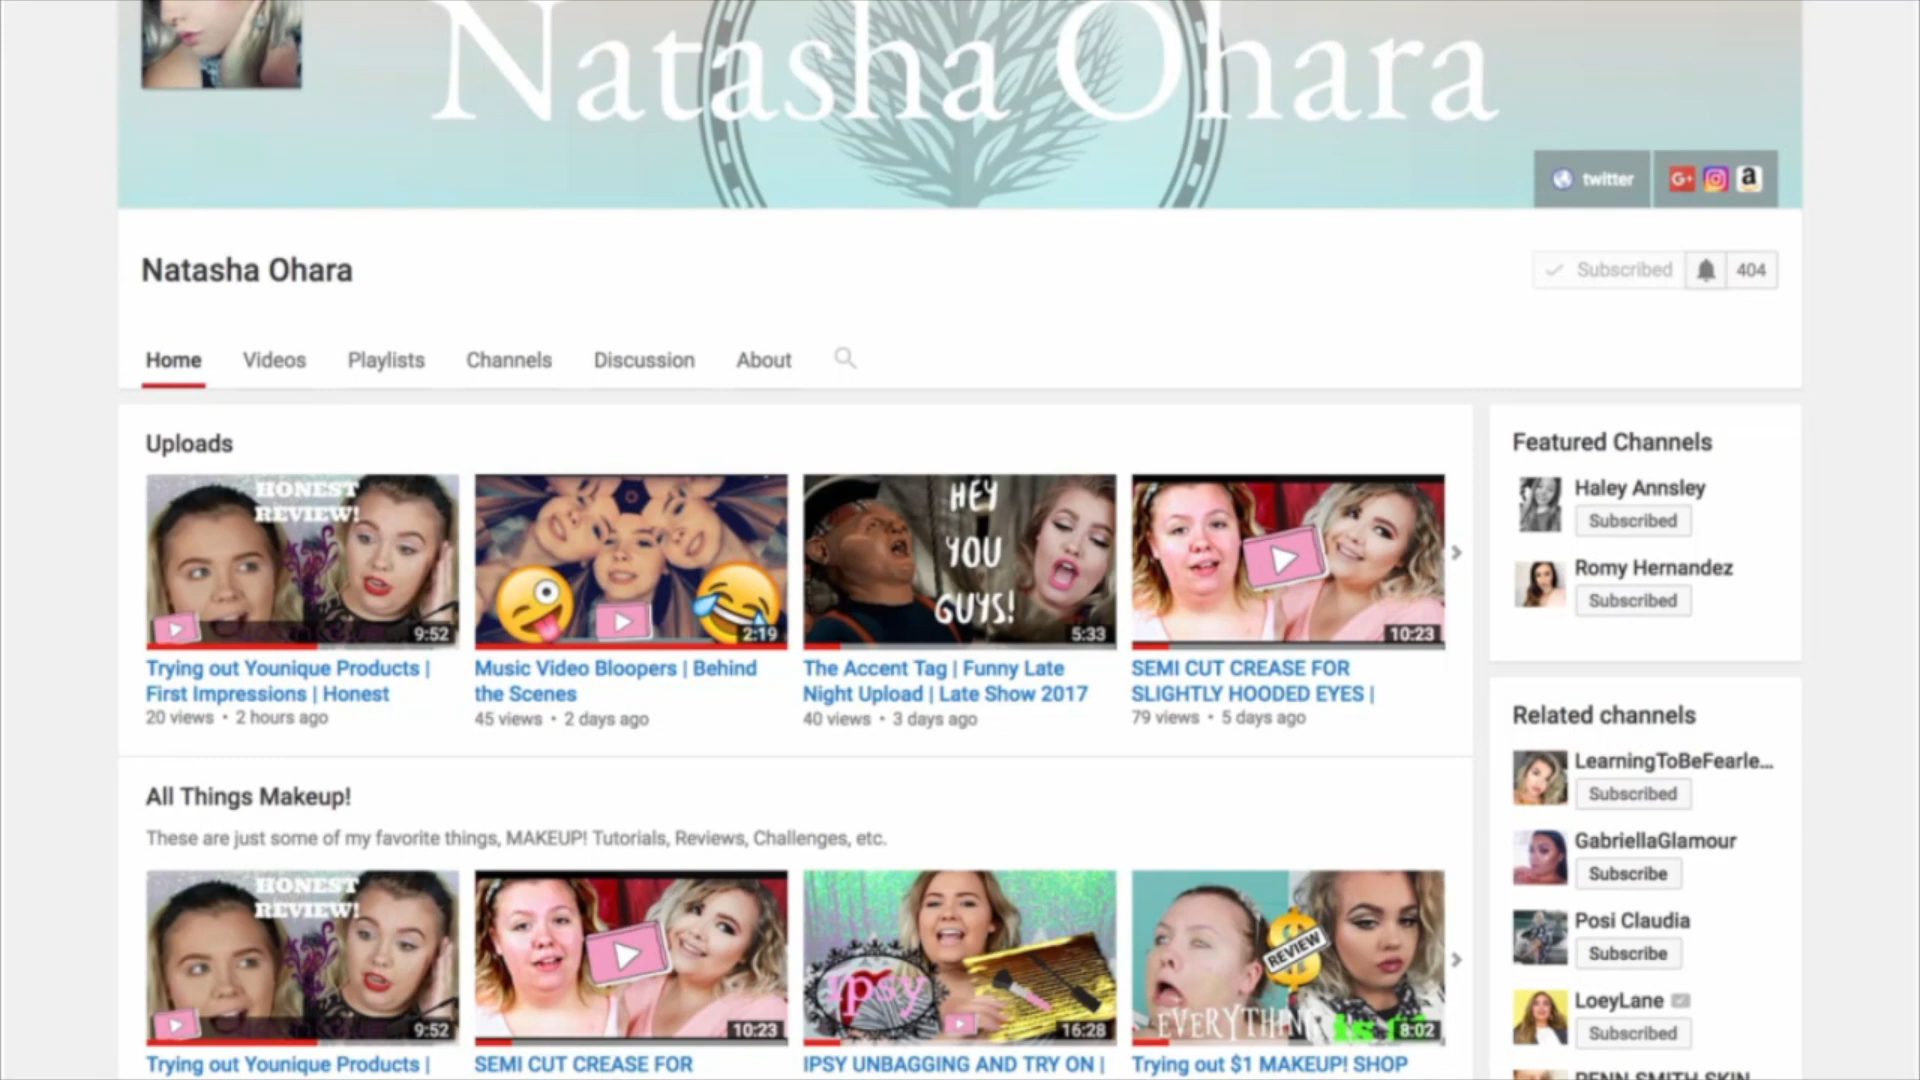 Natasha Ohara
twitter
G+
a
Natasha Ohara
Subscribed
404
Home
Videos
Playlists
Channels
Discussion
About
Uploads
HONEST
REVIEW!
9:52
2:19
HEY
YOU
GUYS!
5:33
10:23
Trying out Younique Products |
First Impressions | Honest
20 views • 2 hours ago
Music Video Bloopers | Behind
the Scenes
45 views • 2 days ago
The Accent Tag | Funny Late
Night Upload | Late Show 2017
40 views • 3 days ago
SEMI CUT CREASE FOR
SLIGHTLY HOODED EYES |
79 views • 5 days ago
All Things Makeup!
These are just some of my favorite things, MAKEUP! Tutorials, Reviews, Challenges, etc.
HONEST
REVIEW!
9:52
10:23
ipsy
16:28
REVIEW
EVERYTHING
is
8:02
Trying out Younique Products |
SEMI CUT CREASE FOR
IPSY UNBAGGING AND TRY ON |
Trying out $1 MAKEUP! SHOP
Featured Channels
Haley Annsley
Subscribed
Romy Hernandez
Subscribed
Related channels
LearningToBeFearle...
Subscribed
GabriellaGlamour
Subscribe
Posi Claudia
Subscribe
LoeyLane
Subscribed
PENN SMITH SKIN